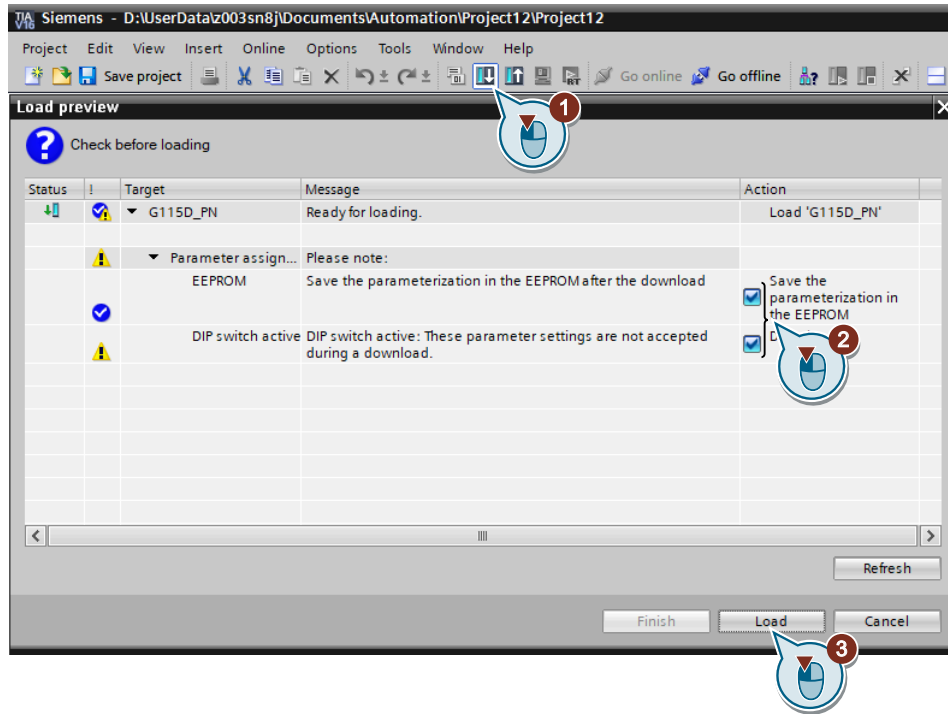 TIA V16 Siemens - D:\UserData\z003sn8j\Documents\Automation\Project12\Project12
Project Edit View Insert Online Options Tools Window Help
Save project Go online Go offline
Load preview
1
Check before loading
Status ! Target Message Action
G115D_PN Ready for loading. Load 'G115D_PN'
Parameter assign... Please note:
EEPROM Save the parameterization in the EEPROM after the download Save the
parameterization in
the EEPROM
2
DIP switch active DIP switch active: These parameter settings are not accepted
during a download.
Refresh
Finish Load Cancel
3